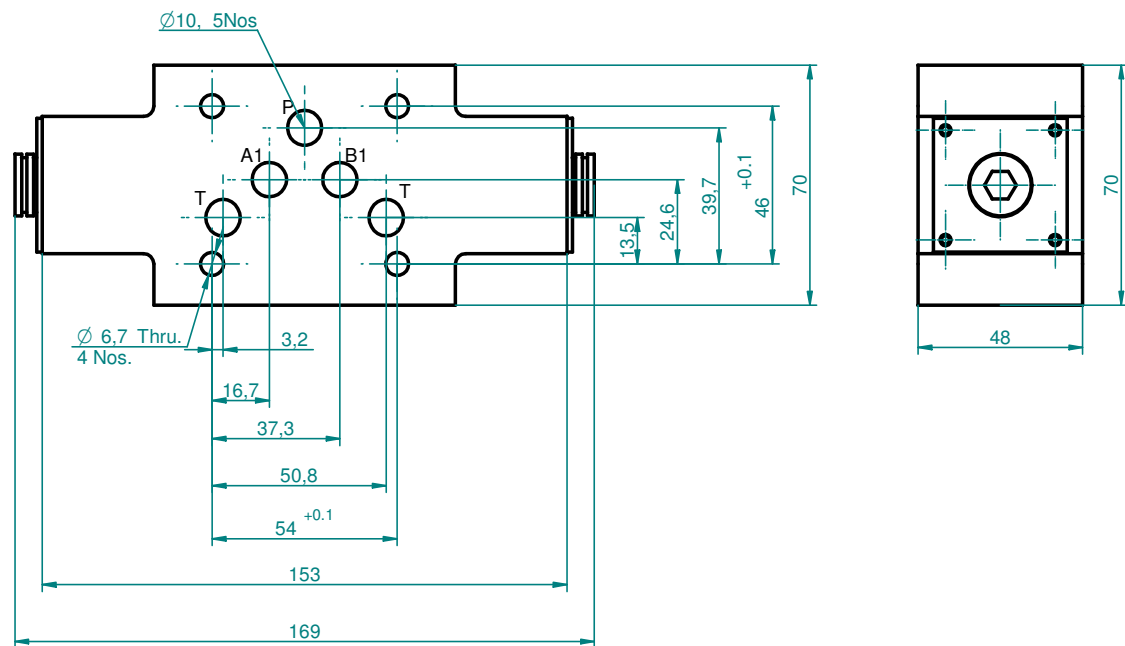 Ø10, 5Nos
P
A1
B1
T
T
Ø 6,7 Thru.
4 Nos.
13,5
24,6
39,7
46 +0.1
70
3,2
16,7
37,3
50,8
54 +0.1
153
169
70
48